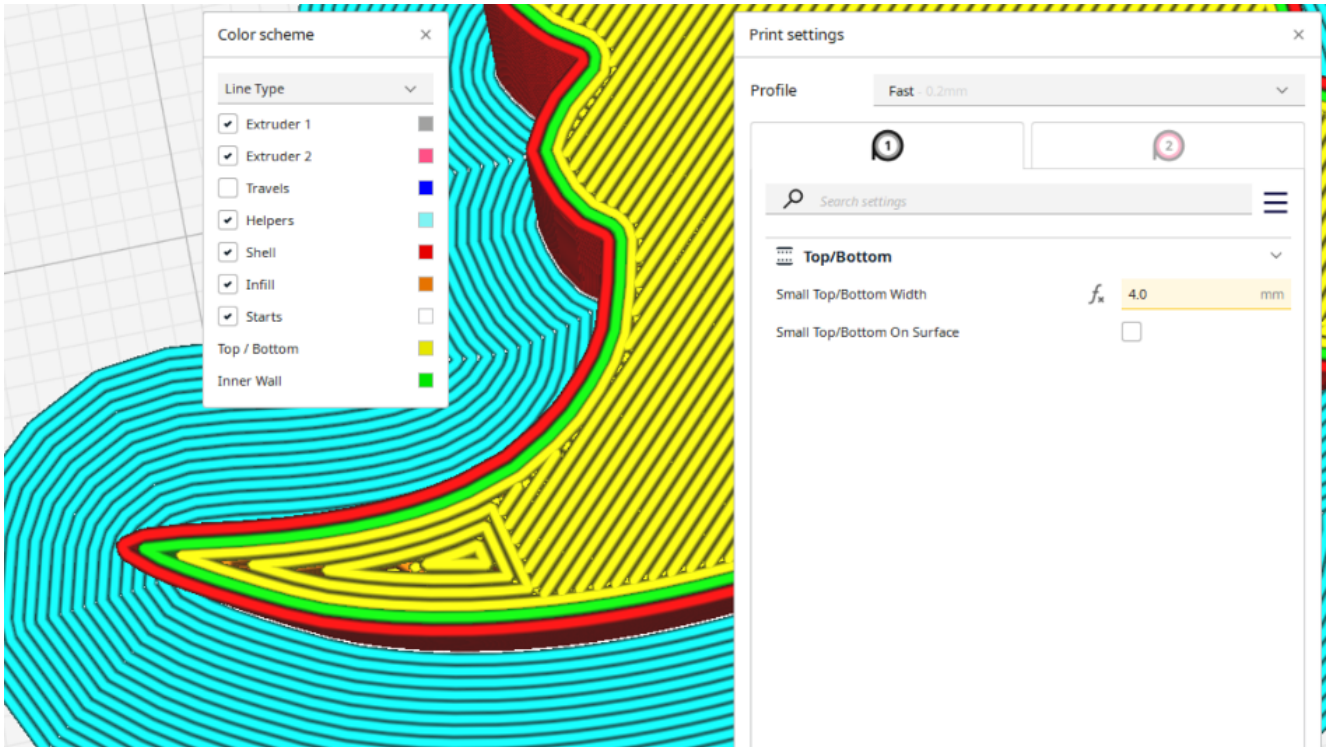 Color scheme
Line Type
Extruder 1
Extruder 2
Travels
Helpers
Shell
Infill
Starts
Top / Bottom
Inner Wall
Print settings
Profile
Fast - 0.2mm
1
2
Search settings
Top/Bottom
Small Top/Bottom Width
fx
4.0 mm
Small Top/Bottom On Surface